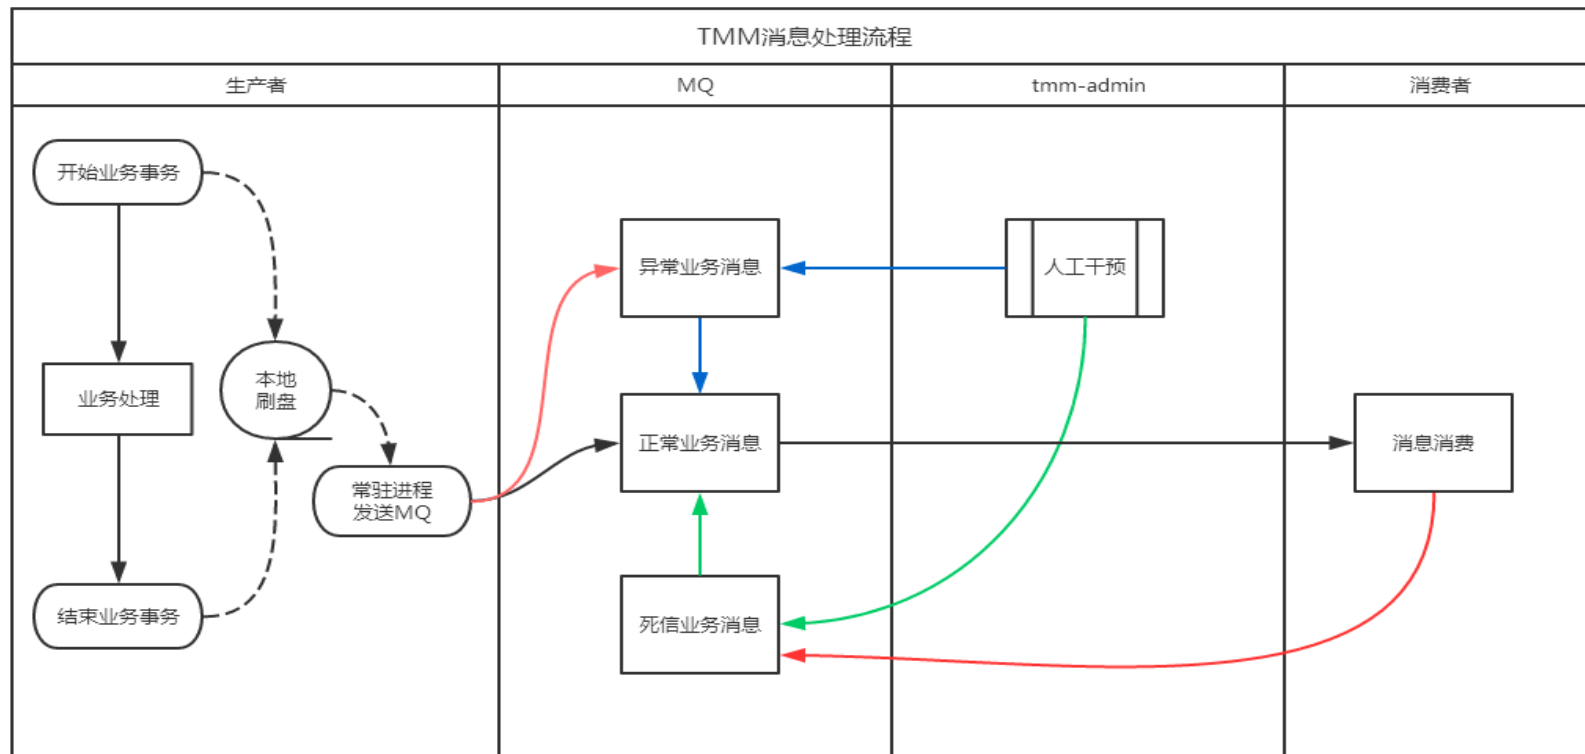 TMM消息处理流程
生产者
MQ
tmm-admin
消费者
开始业务事务
业务处理
结束业务事务
本地
刷盘
常驻进程
发送MQ
异常业务消息
正常业务消息
死信业务消息
人工干预
消息消费